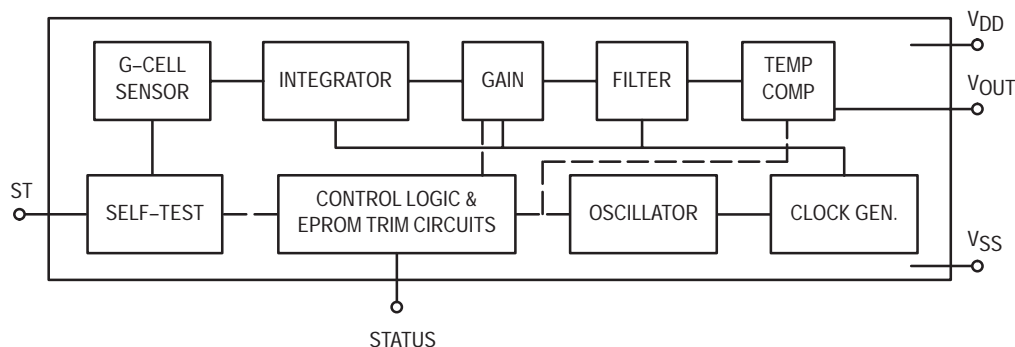 G–CELL
SENSOR
INTEGRATOR
GAIN
FILTER
TEMP
COMP
VDD
VOUT
ST
SELF–TEST
CONTROL LOGIC &
EPROM TRIM CIRCUITS
OSCILLATOR
CLOCK GEN.
VSS
STATUS